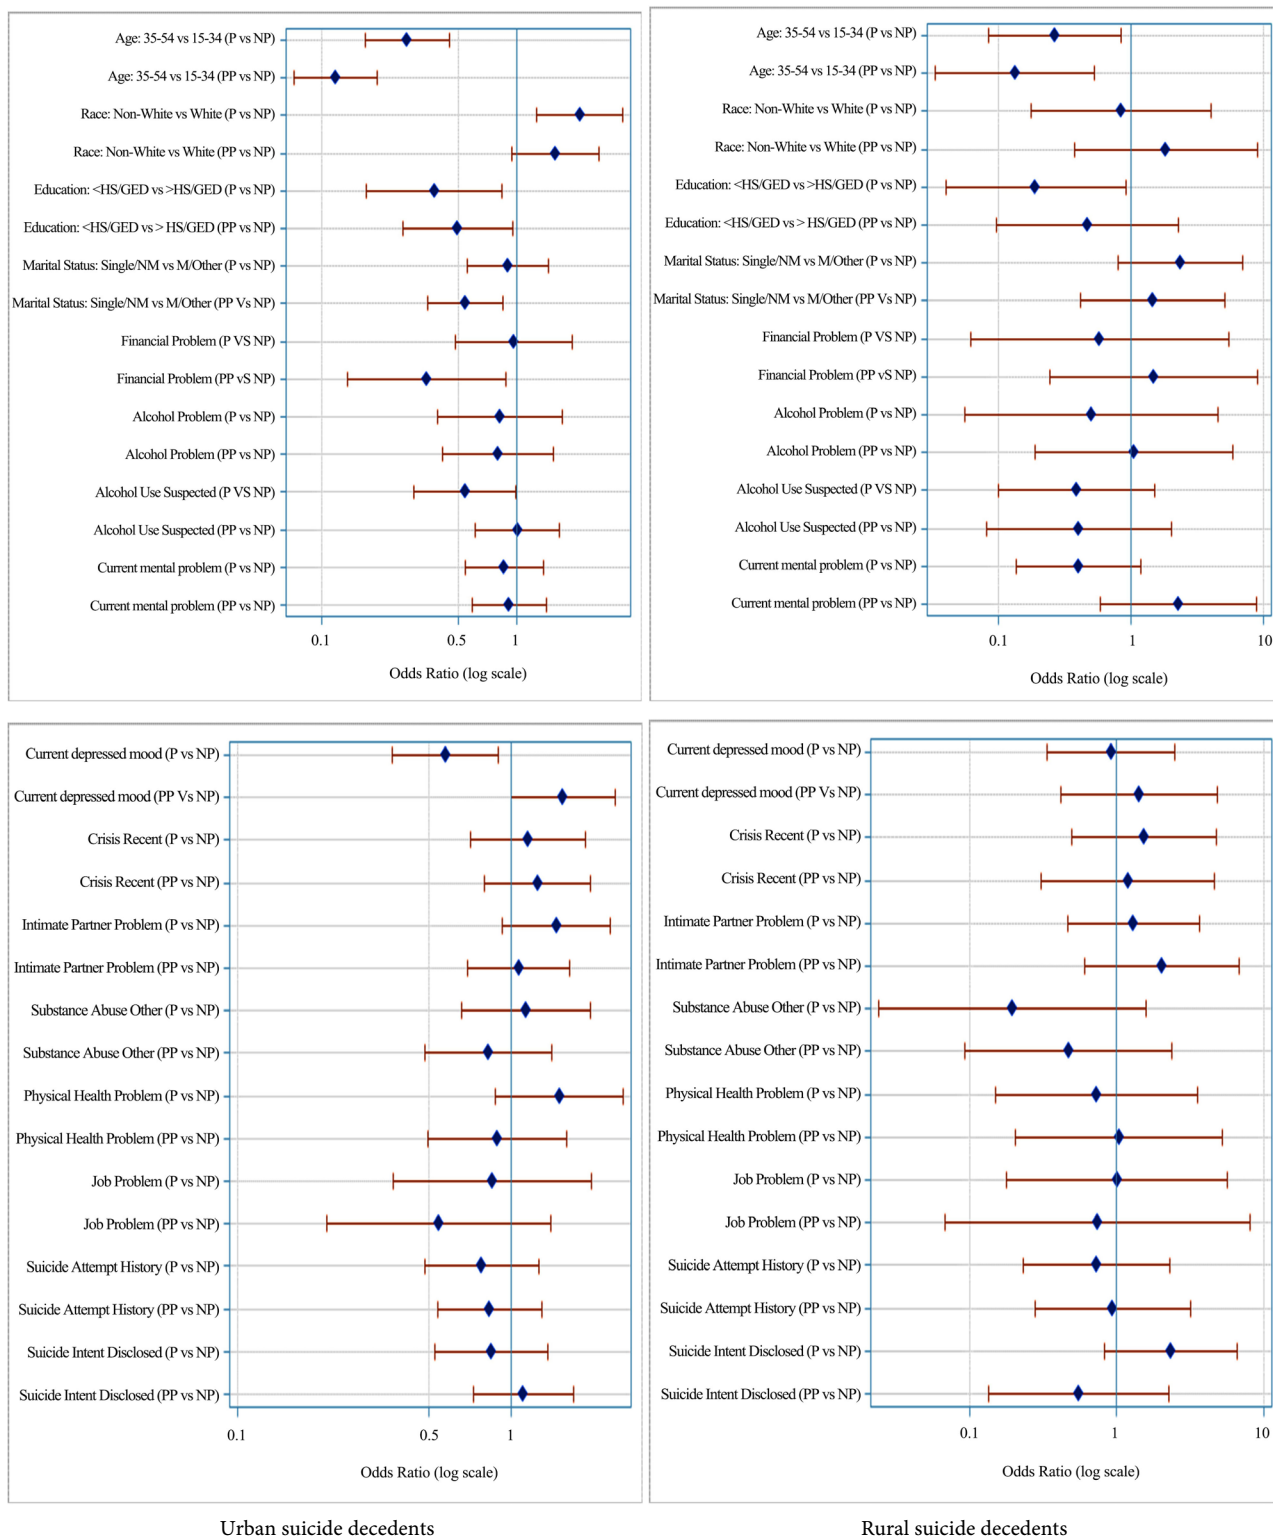 Age: 35-54 vs 15-34 (P vs NP)
Age: 35-54 vs 15-34 (PP vs NP)
Race: Non-White vs White (P vs NP)
Race: Non-White vs White (PP vs NP)
Education: <HS/GED vs >HS/GED (P vs NP)
Education: <HS/GED vs > HS/GED (PP vs NP)
Marital Status: Single/NM vs M/Other (P vs NP)
Marital Status: Single/NM vs M/Other (PP Vs NP)
Financial Problem (P VS NP)
Financial Problem (PP vS NP)
Alcohol Problem (P vs NP)
Alcohol Problem (PP vs NP)
Alcohol Use Suspected (P VS NP)
Alcohol Use Suspected (PP vs NP)
Current mental problem (P vs NP)
Current mental problem (PP vs NP)
0.1 0.5 1
Odds Ratio (log scale)
Age: 35-54 vs 15-34 (P vs NP)
Age: 35-54 vs 15-34 (PP vs NP)
Race: Non-White vs White (P vs NP)
Race: Non-White vs White (PP vs NP)
Education: <HS/GED vs >HS/GED (P vs NP)
Education: <HS/GED vs > HS/GED (PP vs NP)
Marital Status: Single/NM vs M/Other (P vs NP)
Marital Status: Single/NM vs M/Other (PP Vs NP)
Financial Problem (P VS NP)
Financial Problem (PP vS NP)
Alcohol Problem (P vs NP)
Alcohol Problem (PP vs NP)
Alcohol Use Suspected (P VS NP)
Alcohol Use Suspected (PP vs NP)
Current mental problem (P vs NP)
Current mental problem (PP vs NP)
0.1 1 10
Odds Ratio (log scale)
Current depressed mood (P vs NP)
Current depressed mood (PP Vs NP)
Crisis Recent (P vs NP)
Crisis Recent (PP vs NP)
Intimate Partner Problem (P vs NP)
Intimate Partner Problem (PP vs NP)
Substance Abuse Other (P vs NP)
Substance Abuse Other (PP vs NP)
Physical Health Problem (P vs NP)
Physical Health Problem (PP vs NP)
Job Problem (P vs NP)
Job Problem (PP vs NP)
Suicide Attempt History (P vs NP)
Suicide Attempt History (PP vs NP)
Suicide Intent Disclosed (P vs NP)
Suicide Intent Disclosed (PP vs NP)
0.1 0.5 1
Odds Ratio (log scale)
Current depressed mood (P vs NP)
Current depressed mood (PP Vs NP)
Crisis Recent (P vs NP)
Crisis Recent (PP vs NP)
Intimate Partner Problem (P vs NP)
Intimate Partner Problem (PP vs NP)
Substance Abuse Other (P vs NP)
Substance Abuse Other (PP vs NP)
Physical Health Problem (P vs NP)
Physical Health Problem (PP vs NP)
Job Problem (P vs NP)
Job Problem (PP vs NP)
Suicide Attempt History (P vs NP)
Suicide Attempt History (PP vs NP)
Suicide Intent Disclosed (P vs NP)
Suicide Intent Disclosed (PP vs NP)
0.1 1 10
Odds Ratio (log scale)
Urban suicide decedents
Rural suicide decedents